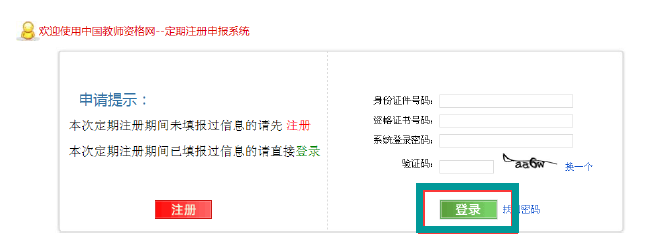 欢迎使用中国教师资格网--定期注册申报系统
申请提示：
本次定期注册期间未填报过信息的请先 注册
本次定期注册期间已填报过信息的请直接登录
注册
身份证件号码:
资格证书号码:
系统登录密码:
验证码: aa6w 换一个
登录 找回密码